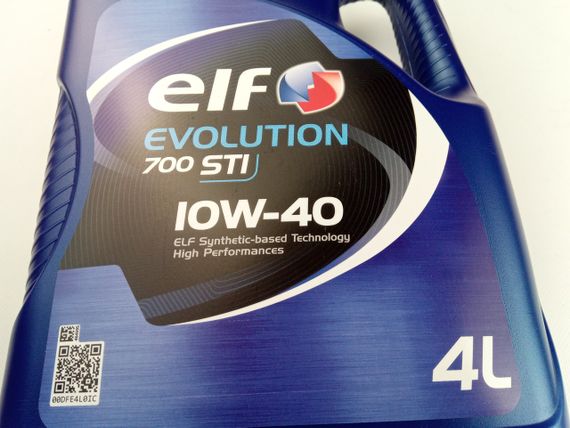 elf
EVOLUTION
700 STI
10W-40
ELF Synthetic-based Technology
High Performances
4L
00DFE4L0IC